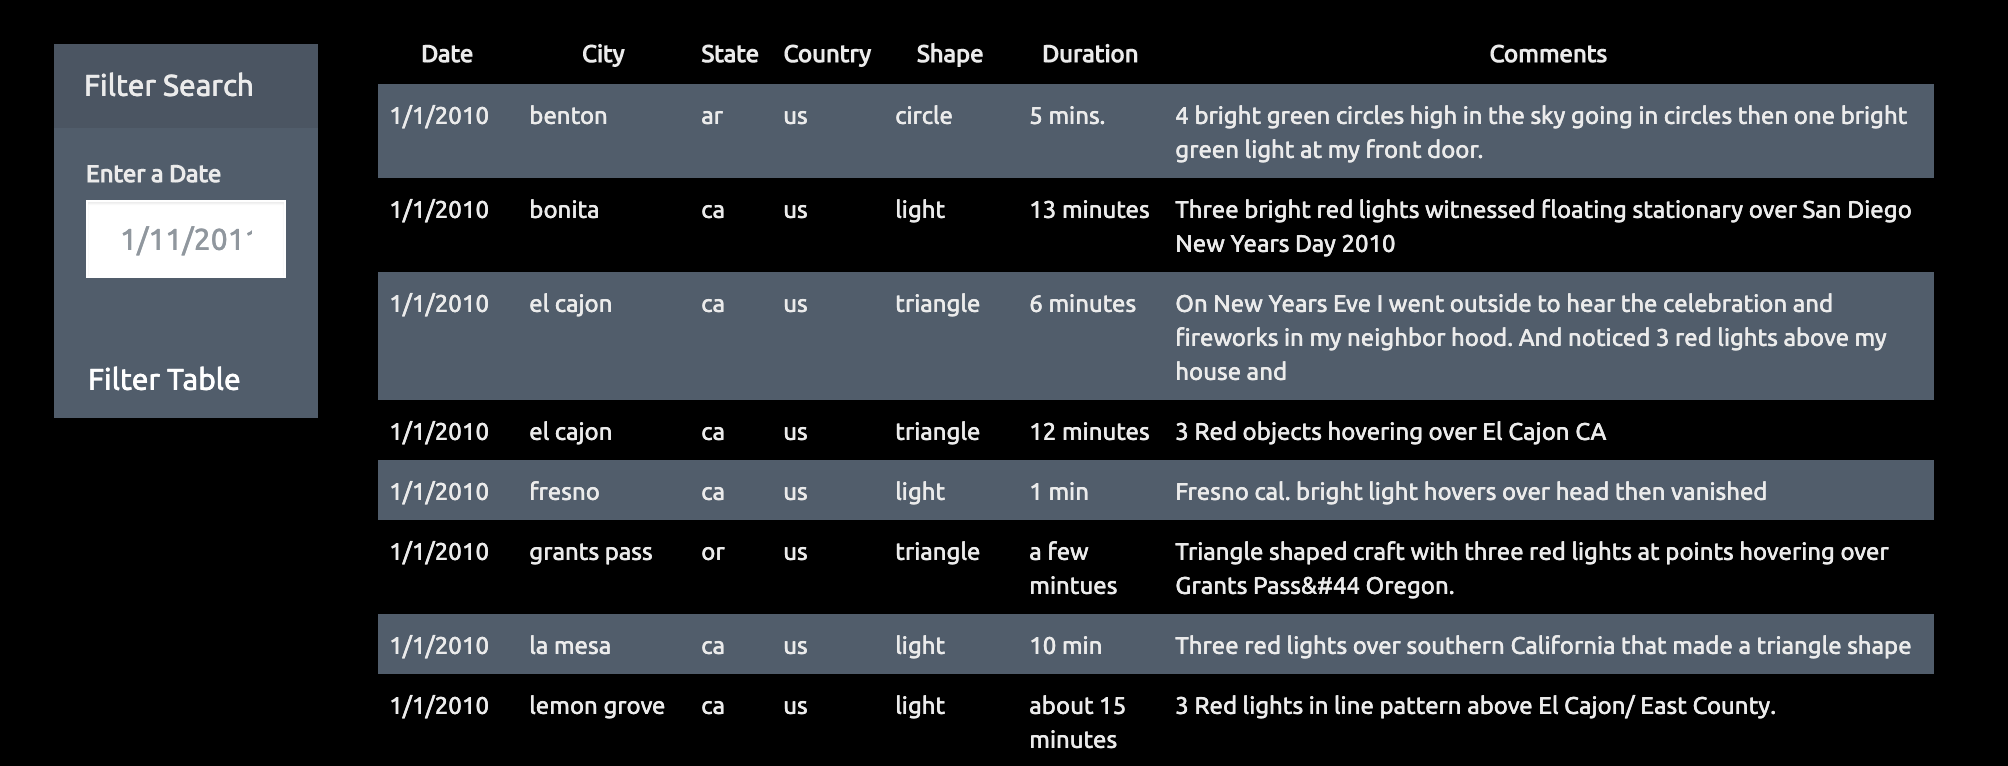 Filter Search
Enter a Date
1/11/2011
Filter Table
Date City State Country Shape Duration Comments
1/1/2010 benton ar us circle 5 mins. 4 bright green circles high in the sky going in circles then one bright
green light at my front door.
1/1/2010 bonita ca us light 13 minutes Three bright red lights witnessed floating stationary over San Diego
New Years Day 2010
1/1/2010 el cajon ca us triangle 6 minutes On New Years Eve I went outside to hear the celebration and
fireworks in my neighbor hood. And noticed 3 red lights above my
house and
1/1/2010 el cajon ca us triangle 12 minutes 3 Red objects hovering over El Cajon CA
1/1/2010 fresno ca us light 1 min Fresno cal. bright light hovers over head then vanished
1/1/2010 grants pass or us triangle a few Triangle shaped craft with three red lights at points hovering over
mintues Grants Pass&#44 Oregon.
1/1/2010 la mesa ca us light 10 min Three red lights over southern California that made a triangle shape
1/1/2010 lemon grove ca us light about 15 3 Red lights in line pattern above El Cajon/ East County.
minutes